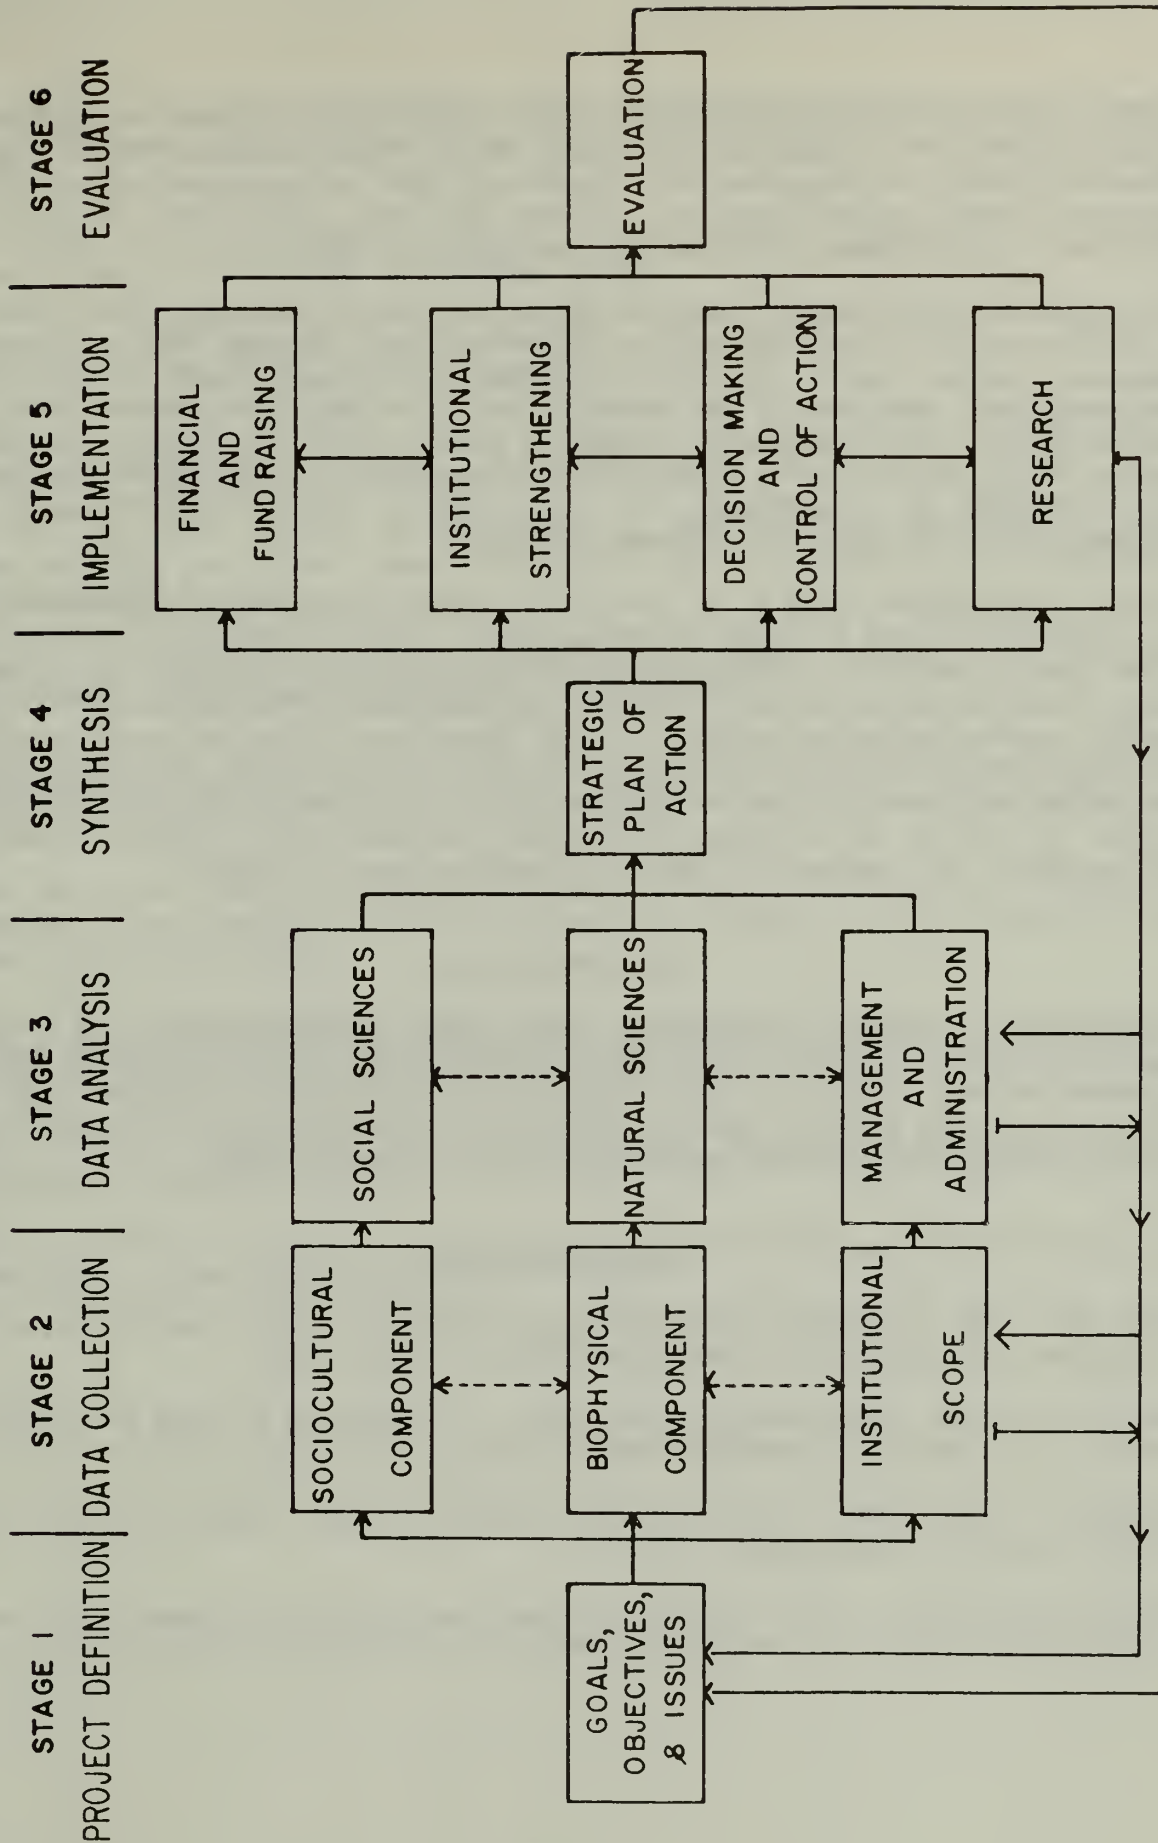 STAGE 1
PROJECT DEFINITION
STAGE 2
DATA COLLECTION
STAGE 3
DATA ANALYSIS
STAGE 4
SYNTHESIS
STAGE 5
IMPLEMENTATION
STAGE 6
EVALUATION
GOALS,
OBJECTIVES,
& ISSUES
SOCIOCULTURAL
COMPONENT
BIOPHYSICAL
COMPONENT
INSTITUTIONAL
SCOPE
SOCIAL SCIENCES
NATURAL SCIENCES
MANAGEMENT
AND
ADMINISTRATION
STRATEGIC
PLAN OF
ACTION
FINANCIAL
AND
FUND RAISING
INSTITUTIONAL
STRENGTHENING
DECISION MAKING
AND
CONTROL OF ACTION
RESEARCH
EVALUATION